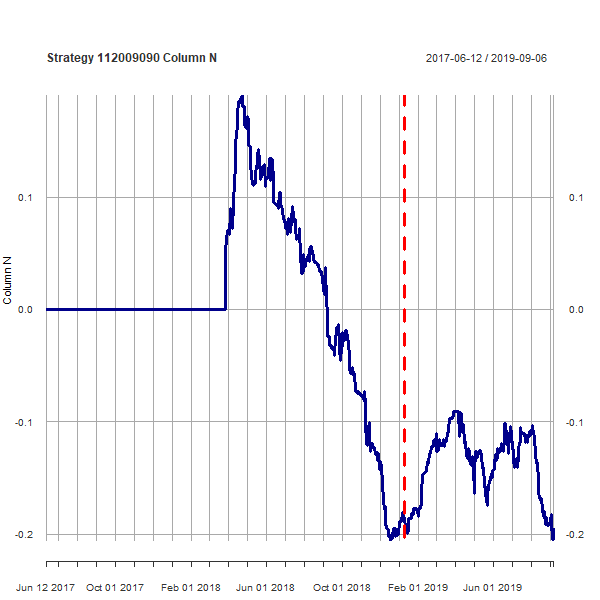 Strategy 112009090 Column N 2017-06-12 / 2019-09-06
0.1 0.1
Column N
0.0 0.0
-0.1 -0.1
-0.2 -0.2
Jun 12 2017 Oct 01 2017 Feb 01 2018 Jun 01 2018 Oct 01 2018 Feb 01 2019 Jun 01 2019